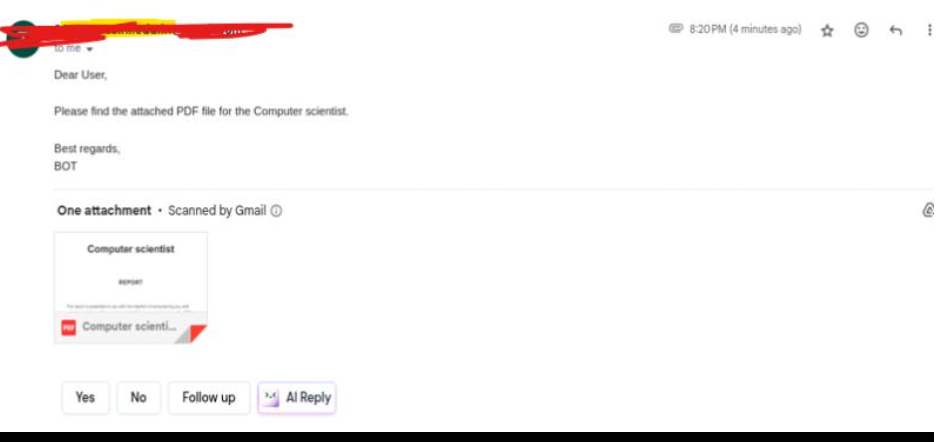 8:20 PM (4 minutes ago)
to me
Dear User,
Please find the attached PDF file for the Computer scientist.
Best regards,
BOT
One attachment • Scanned by Gmail
Computer scientist
REPORT
PDF
Computer scienti...
Yes
No
Follow up
AI Reply